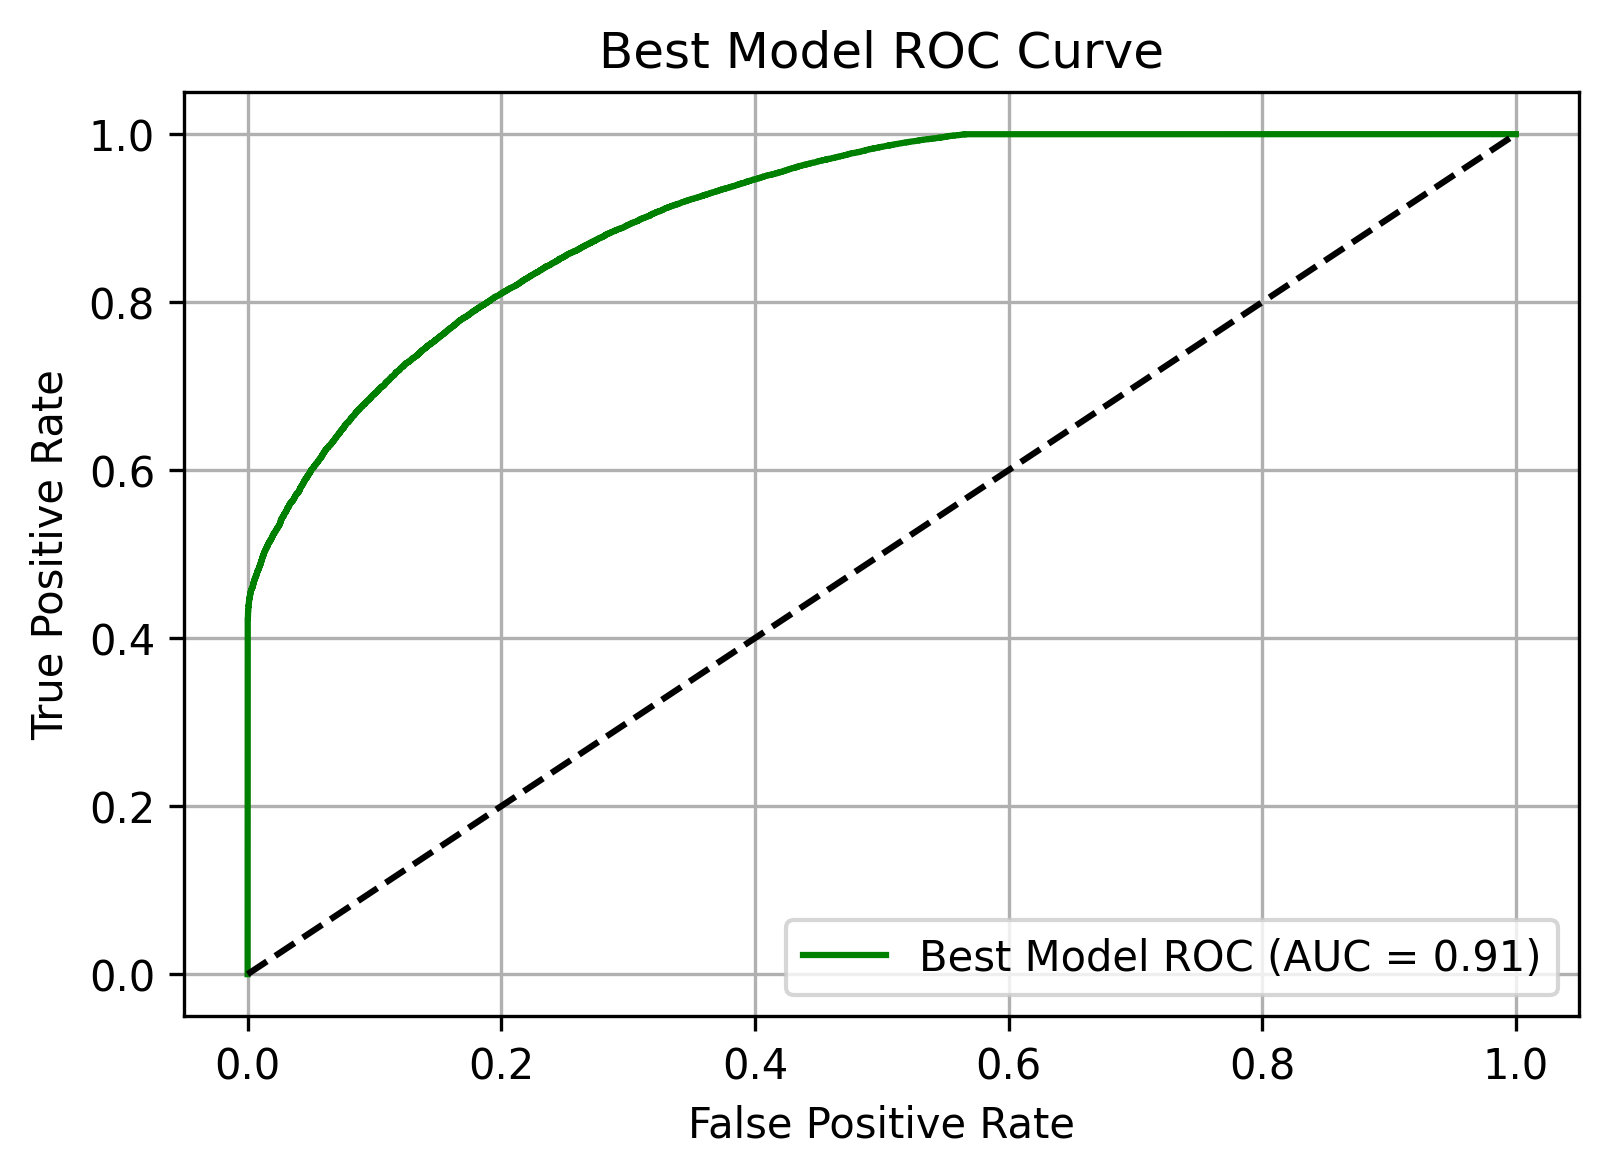 Best Model ROC Curve
1.0
0.8
0.6
0.4
0.2
0.0
True Positive Rate
Best Model ROC (AUC = 0.91)
0.0 0.2 0.4 0.6 0.8 1.0
False Positive Rate